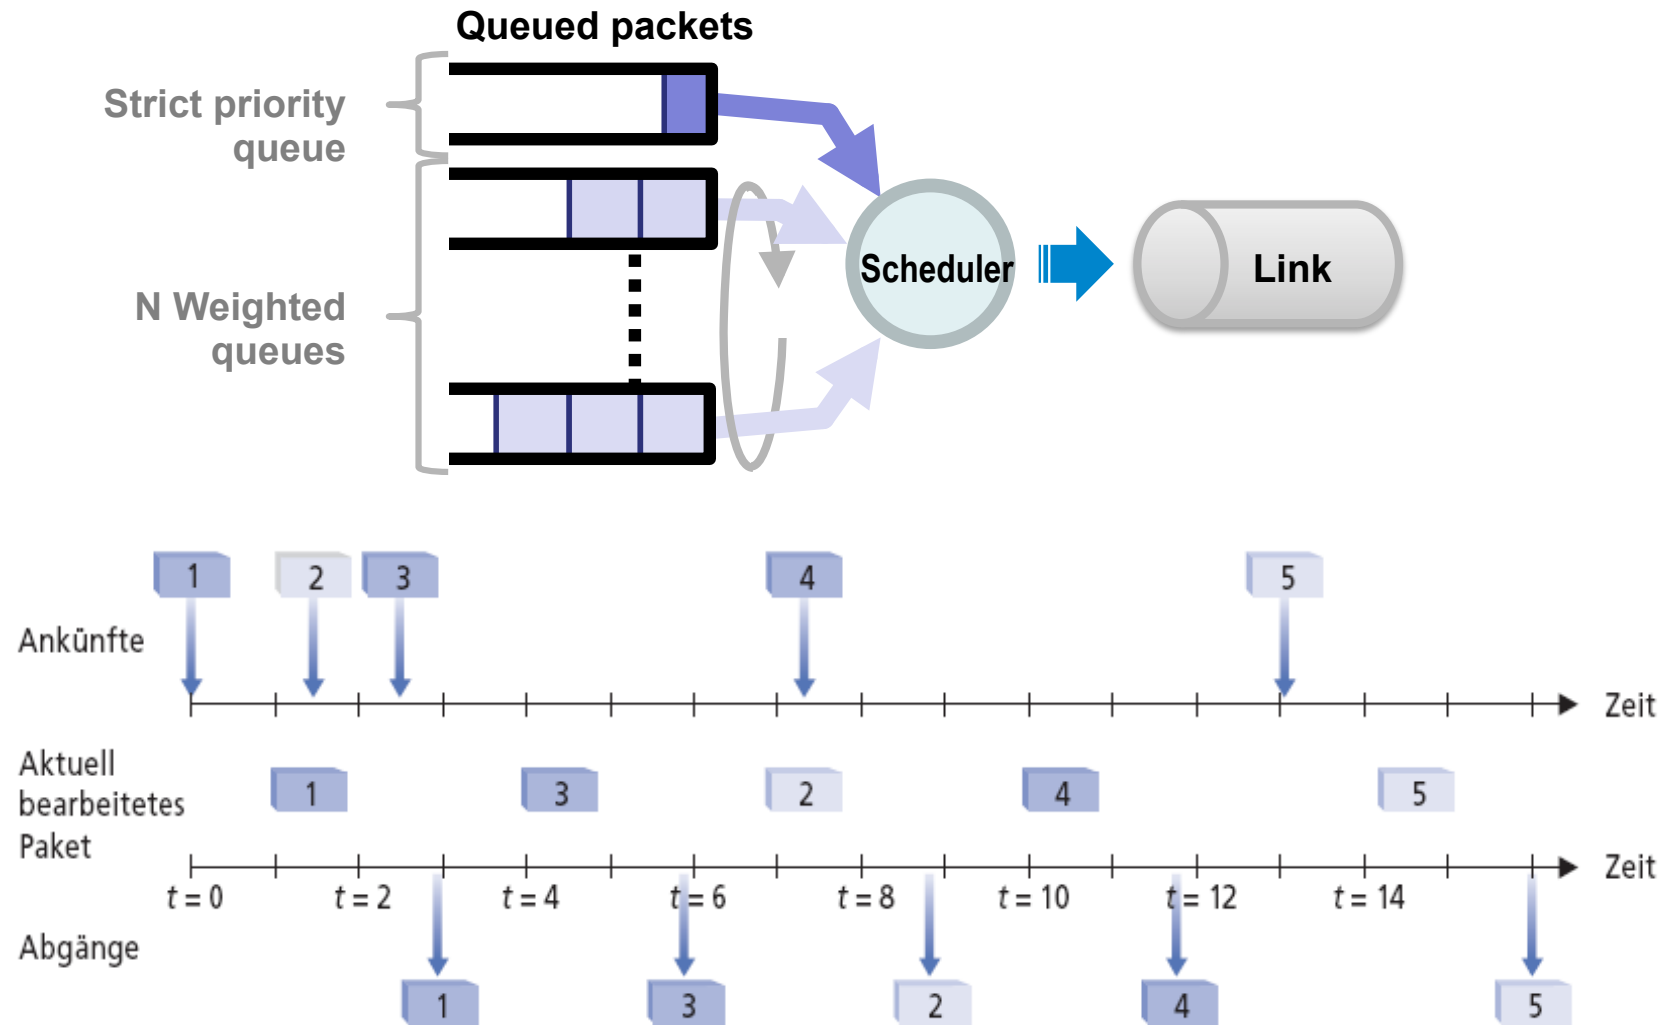 Queued packets
Strict priority
queue
N Weighted
queues
Scheduler
Link
1
2
3
4
5
Ankünfte
Zeit
Aktuell
bearbeitetes
Paket
1
3
2
4
5
Zeit
t = 0
t = 2
t = 4
t = 6
t = 8
t = 10
t = 12
t = 14
Abgänge
1
3
2
4
5